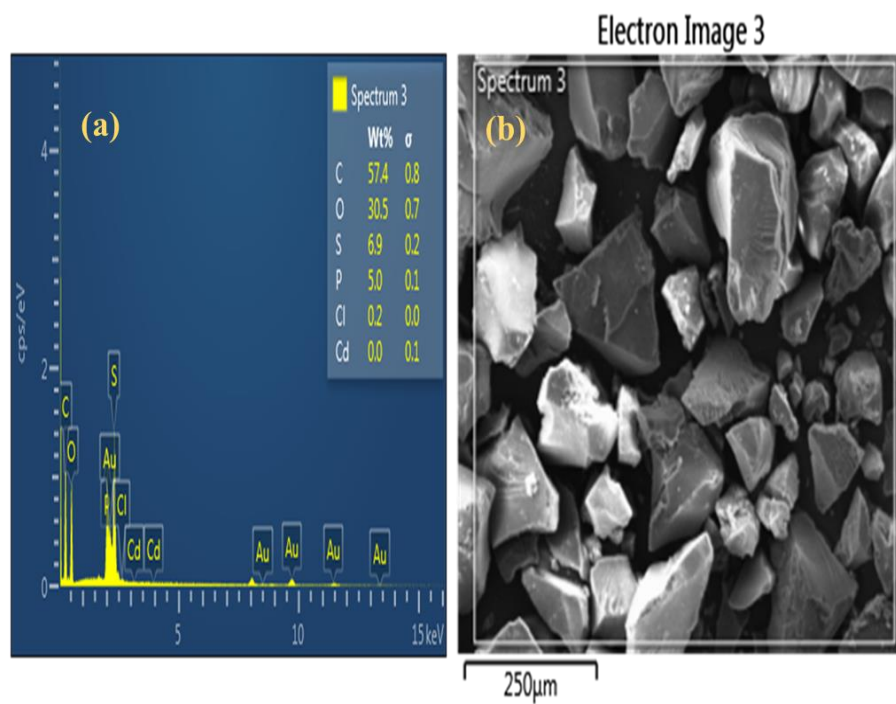 Electron Image 3
(a)
Spectrum 3
Wt% σ
C 57.4 0.8
O 30.5 0.7
S 6.9 0.2
P 5.0 0.1
Cl 0.2 0.0
Cd 0.0 0.1
4
cps/eV
2
S
C
O
Au
P
Cl
Cd
Cd
Au
Au
Au
Au
0
5
10
15 keV
Spectrum 3
(b)
250μm